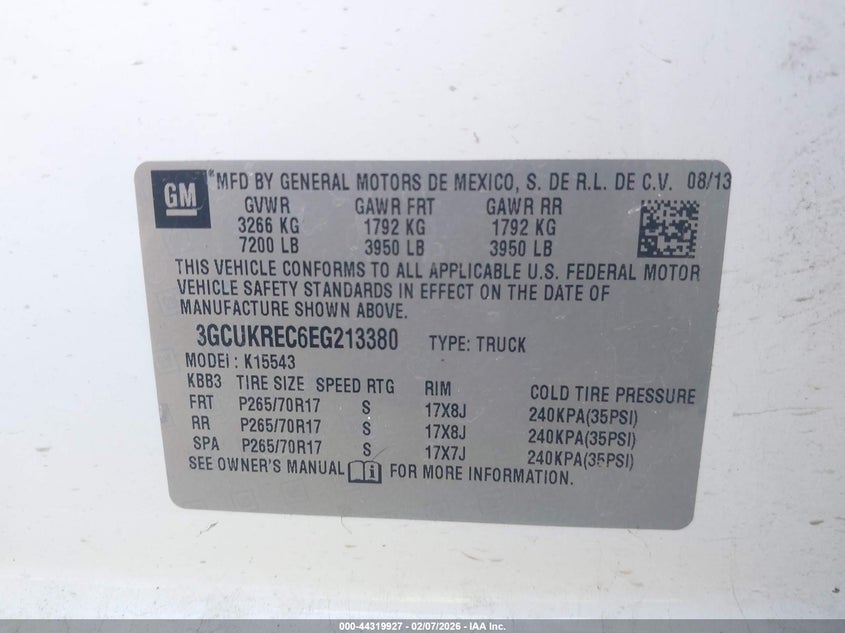 GM
*MFD BY GENERAL MOTORS DE MEXICO, S. DE R.L. DE C.V. 08/13
GVWR GAWR FRT GAWR RR
3266 KG 1792 KG 1792 KG
7200 LB 3950 LB 3950 LB
THIS VEHICLE CONFORMS TO ALL APPLICABLE U.S. FEDERAL MOTOR
VEHICLE SAFETY STANDARDS IN EFFECT ON THE DATE OF
MANUFACTURE SHOWN ABOVE.
3GCUKREC6EG213380 TYPE: TRUCK
MODEL: K15543
KBB3 TIRE SIZE SPEED RTG RIM COLD TIRE PRESSURE
FRT P265/70R17 S 17X8J 240KPA(35PSI)
RR P265/70R17 S 17X8J 240KPA(35PSI)
SPA P265/70R17 S 17X7J 240KPA(35PSI)
SEE OWNER'S MANUAL i FOR MORE INFORMATION.
000-44319927 - 02/07/2026 - IAA Inc.